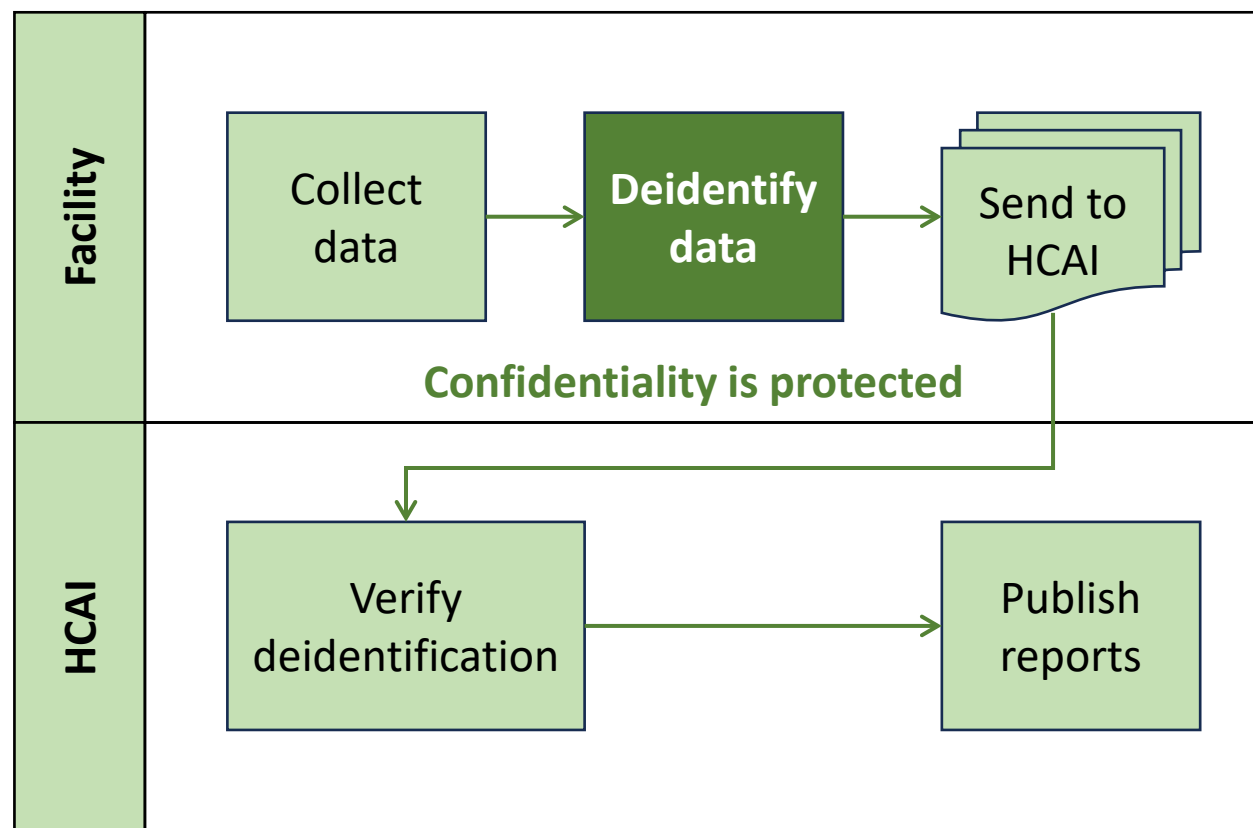 Facility
Collect
data
Deidentify
data
Send to
HCAI
Confidentiality is protected
HCAI
Verify
deidentification
Publish
reports